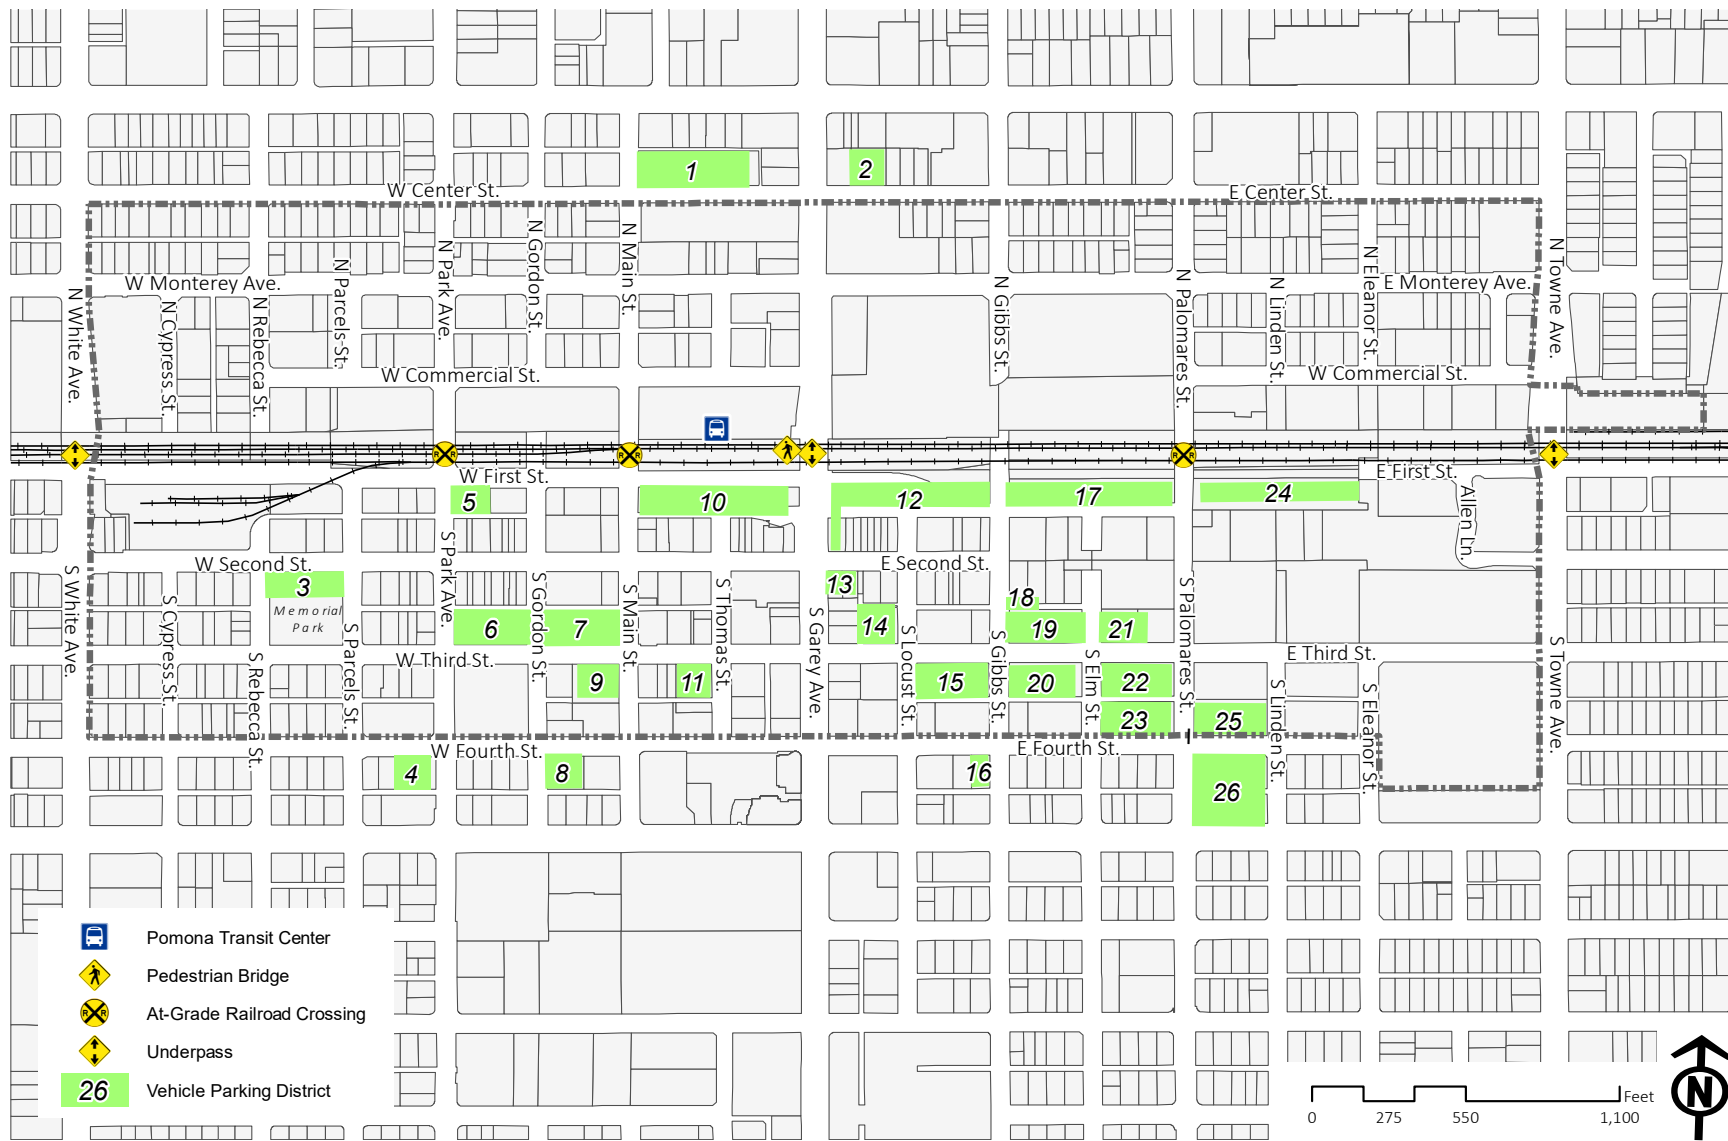 1
2
W Center St.
E Center St.
N Gordon St.
N Main St.
N Park Ave.
N Parcels St.
N Eleanor St.
N Towne Ave.
W Monterey Ave.
E Monterey Ave.
N White Ave.
N Cypress St.
N Rebecca St.
N Gibbs St.
N Palomares St.
N Linden St.
W Commercial St.
W Commercial St.
R R
R R
R R
W First St.
E First St.
5
10
12
17
24
Allen Ln.
S Park Ave.
W Second St.
E Second St.
3
13
18
Memorial
Park
S White Ave.
S Cypress St.
S Gordon St.
S Main St.
S Thomas St.
S Garey Ave.
S Palomares St.
6
7
14
19
21
S Parcels St.
S Rebecca St.
S Locust St.
S Gibbs St.
S Elm St.
S Towne Ave.
W Third St.
E Third St.
9
11
15
20
22
S Linden St.
S Eleanor St.
23
25
W Fourth St.
E Fourth St.
4
8
16
26
Pomona Transit Center
Pedestrian Bridge
R R At-Grade Railroad Crossing
Underpass
26 Vehicle Parking District
Feet
0 275 550 1,100
N